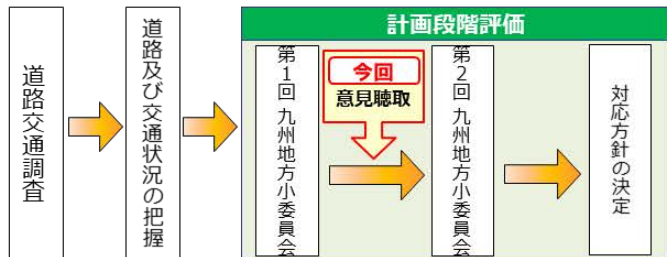 計画段階評価
道路交通調査
道路及び交通状況の把握
第1回 九州地方小委員会
今回
意見聴取
第2回 九州地方小委員会
対応方針の決定